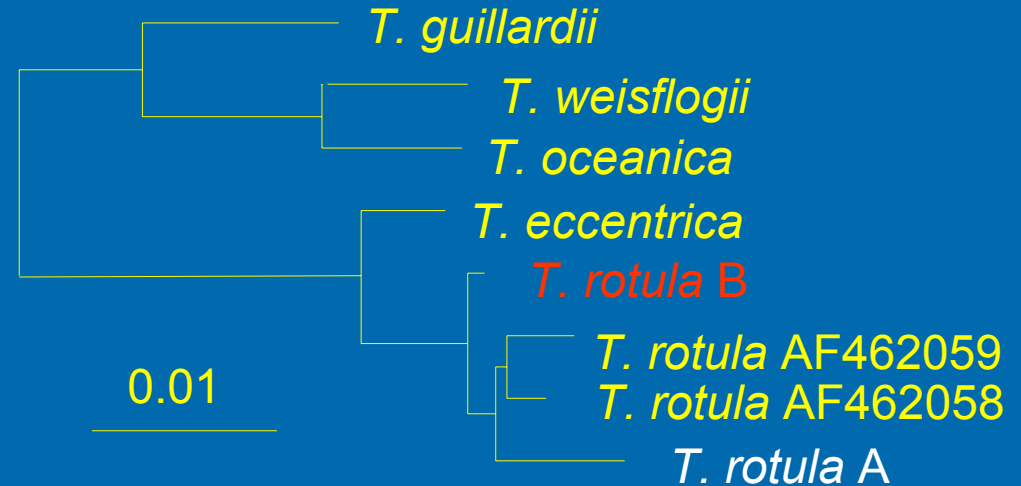 T. guillardii
T. weisflogii
T. oceanica
T. eccentrica
T. rotula B
T. rotula AF462059
0.01
T. rotula AF462058
T. rotula A